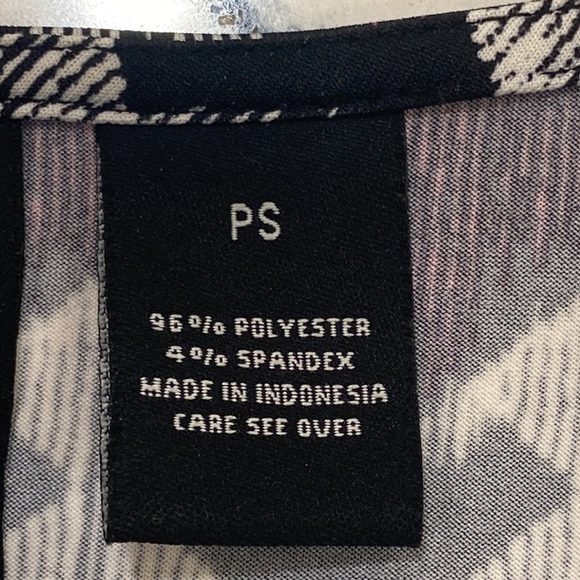 PS
96% POLYESTER
4% SPANDEX
MADE IN INDONESIA
CARE SEE OVER